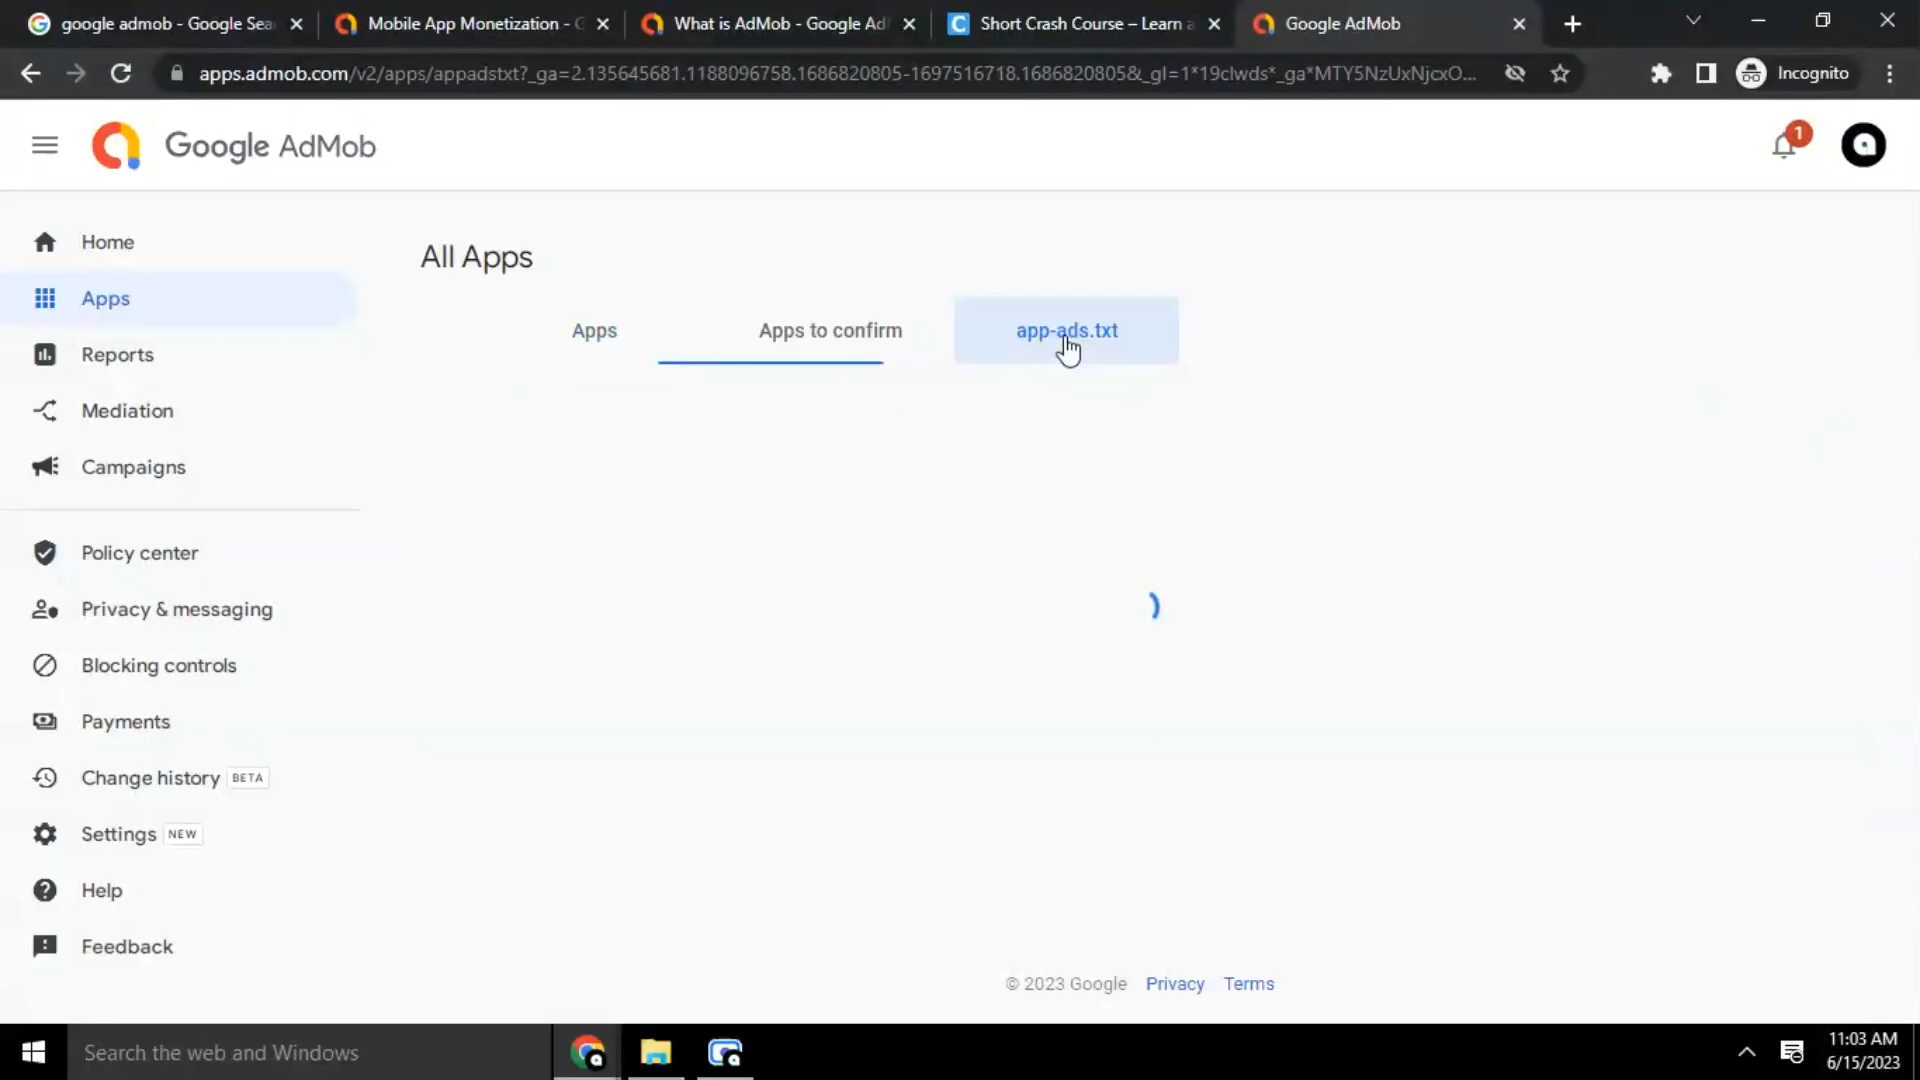 google admob - Google Sea
Mobile App Monetization - G
What is AdMob - Google Ad
Short Crash Course – Learn a
Google AdMob
apps.admob.com/v2/apps/appadstxt?_ga=2.135645681.1188096758.1686820805-1697516718.1686820805&_gl=1*19clwds*_ga*MTY5NzUxNjcxO...
Incognito
Google AdMob
1
Home
Apps
Reports
Mediation
Campaigns
Policy center
Privacy & messaging
Blocking controls
Payments
Change history BETA
Settings NEW
Help
Feedback
All Apps
Apps
Apps to confirm
app-ads.txt
© 2023 Google Privacy Terms
Search the web and Windows
11:03 AM
6/15/2023